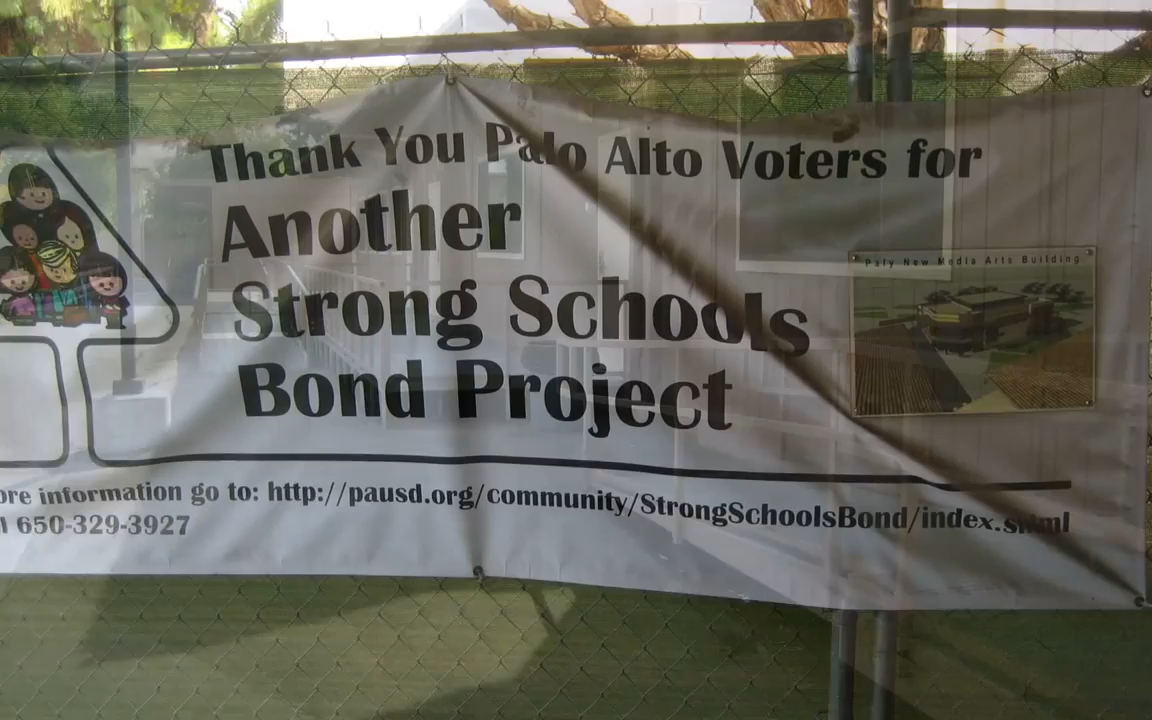 Thank You Palo Alto Voters for
Another
Strong Schools
Bond Project
Paly New Media Arts Building
ore information go to: http://pausd.org/community/StrongSchoolsBond/index.shtml
650-329-3927